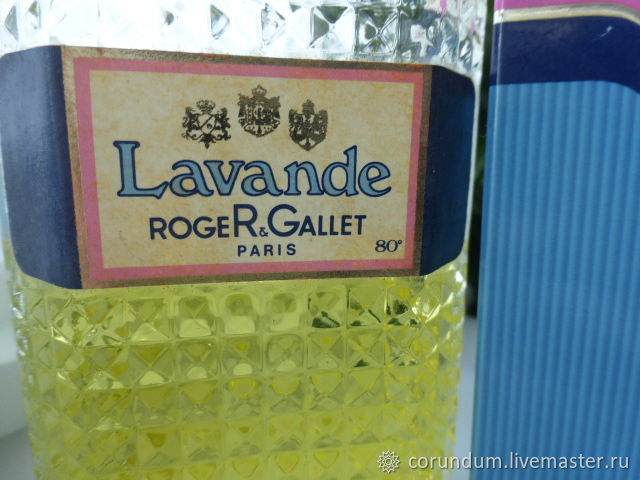 Lavande
ROGER&GALLET
PARIS
80°
corundum.livemaster.ru